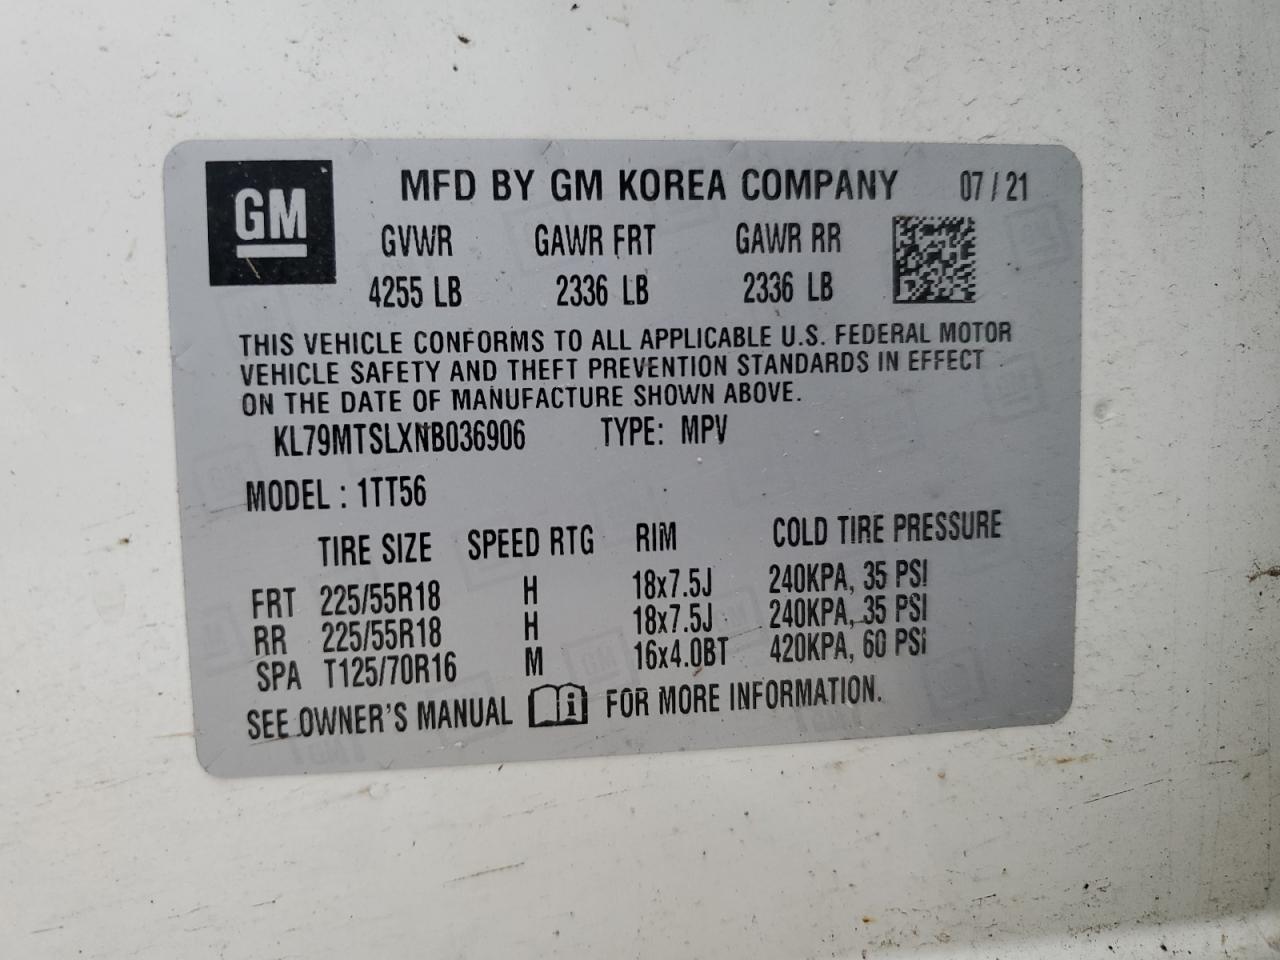 GM
MFD BY GM KOREA COMPANY 07/21
GVWR GAWR FRT GAWR RR
4255 LB 2336 LB 2336 LB
THIS VEHICLE CONFORMS TO ALL APPLICABLE U.S. FEDERAL MOTOR
VEHICLE SAFETY AND THEFT PREVENTION STANDARDS IN EFFECT
ON THE DATE OF MANUFACTURE SHOWN ABOVE.
KL79MTSLXNB036906 TYPE: MPV
MODEL : 1TT56
TIRE SIZE SPEED RTG RIM COLD TIRE PRESSURE
FRT 225/55R18 H 18x7.5J 240KPA, 35 PSI
RR 225/55R18 H 18x7.5J 240KPA, 35 PSI
SPA T125/70R16 M 16x4.0BT 420KPA, 60 PSI
SEE OWNER'S MANUAL i FOR MORE INFORMATION.